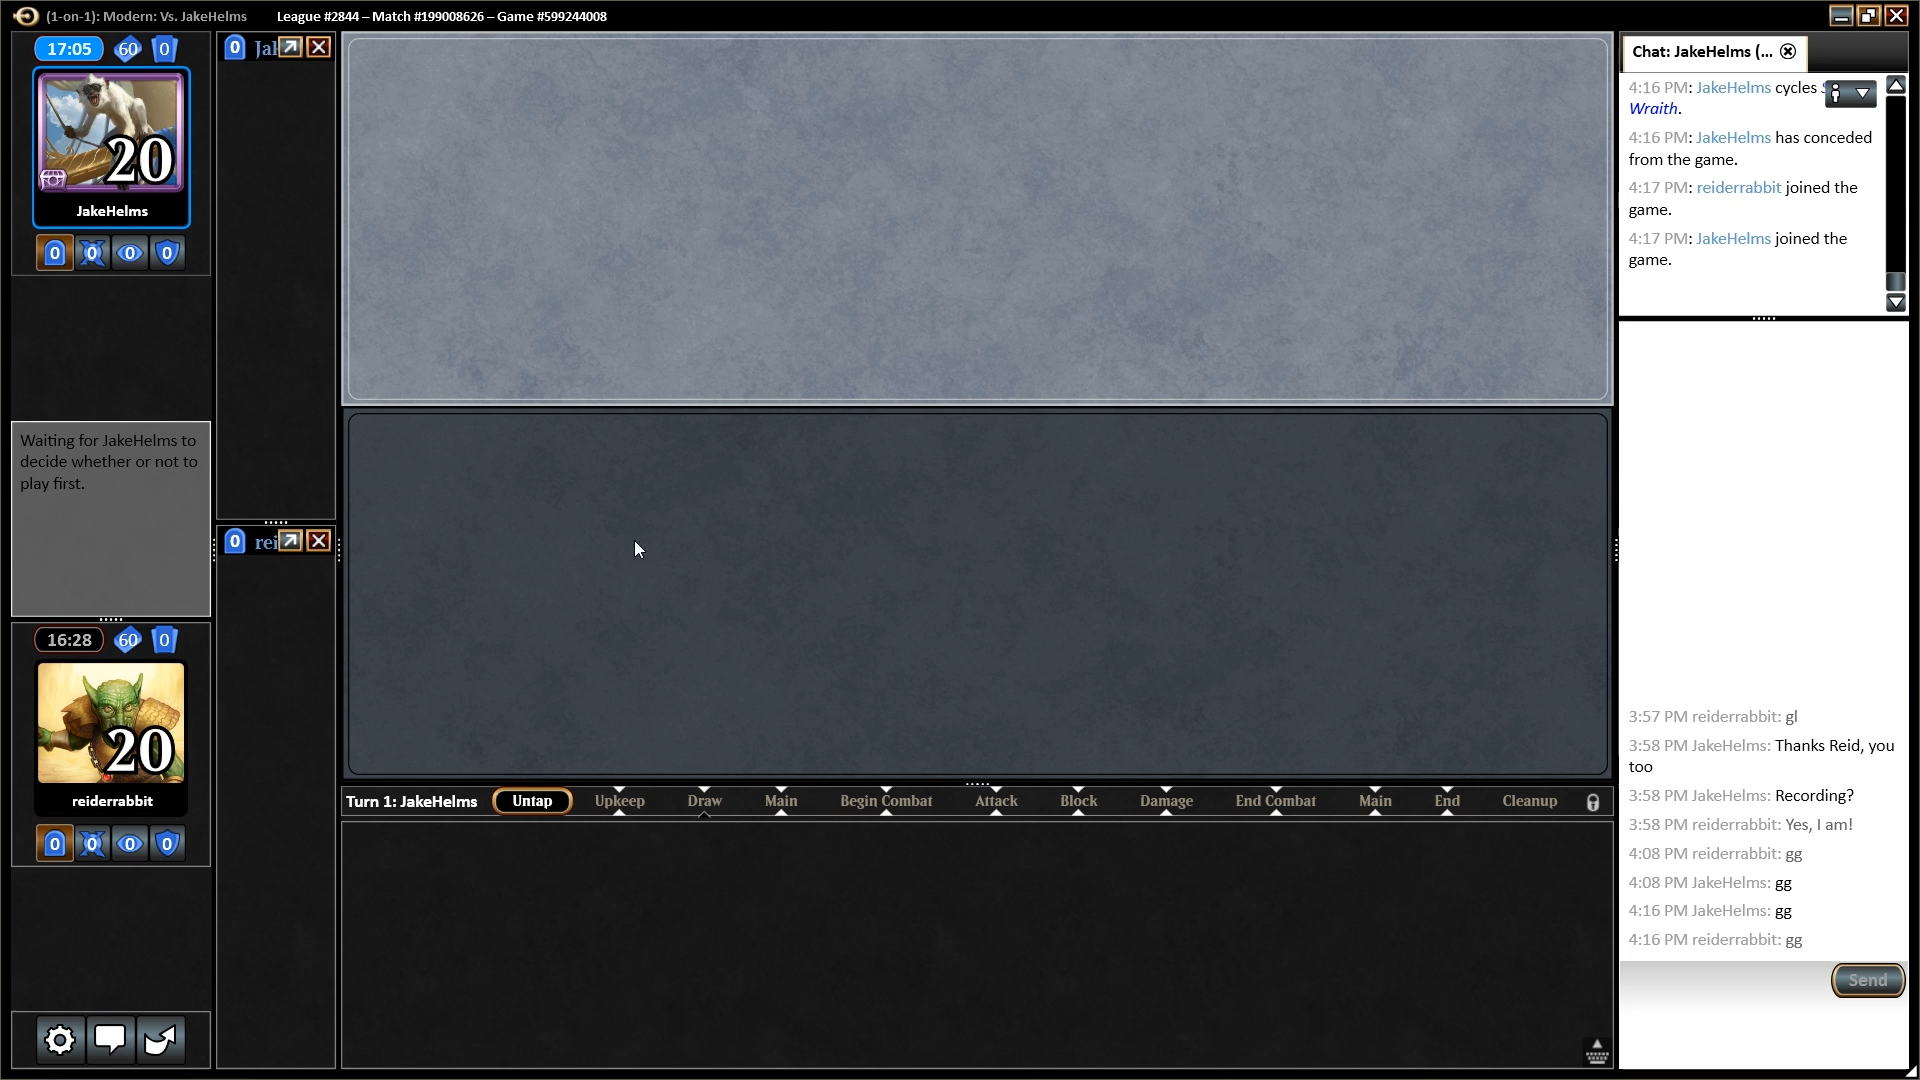 (1-on-1): Modern: Vs. JakeHelms League #2844 – Match #199008626 – Game #599244008
17:05 60 0
20
JakeHelms
0 0 0 0
0
Waiting for JakeHelms to
decide whether or not to
play first.
0 rei
16:28 60 0
20
reiderrabbit
0 0 0 0
Turn 1: JakeHelms Untap Upkeep Draw Main Begin Combat Attack Block Damage End Combat Main End Cleanup
Chat: JakeHelms (...
4:16 PM: JakeHelms cycles
Wraith.
4:16 PM: JakeHelms has conceded
from the game.
4:17 PM: reiderrabbit joined the
game.
4:17 PM: JakeHelms joined the
game.
3:57 PM reiderrabbit: gl
3:58 PM JakeHelms: Thanks Reid, you
too
3:58 PM JakeHelms: Recording?
3:58 PM reiderrabbit: Yes, I am!
4:08 PM reiderrabbit: gg
4:08 PM JakeHelms: gg
4:16 PM JakeHelms: gg
4:16 PM reiderrabbit: gg
Send